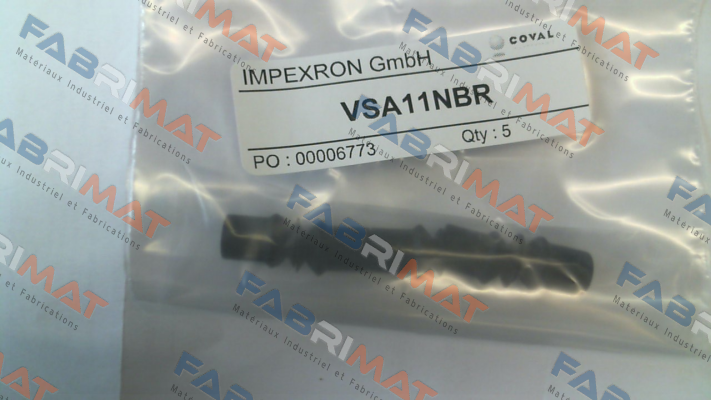 COVAL
IMPEXRON GmbH
VSA11NBR
PO : 00006773 Qty : 5
FABRIMAT
Materiaux Industriel et Fabrications